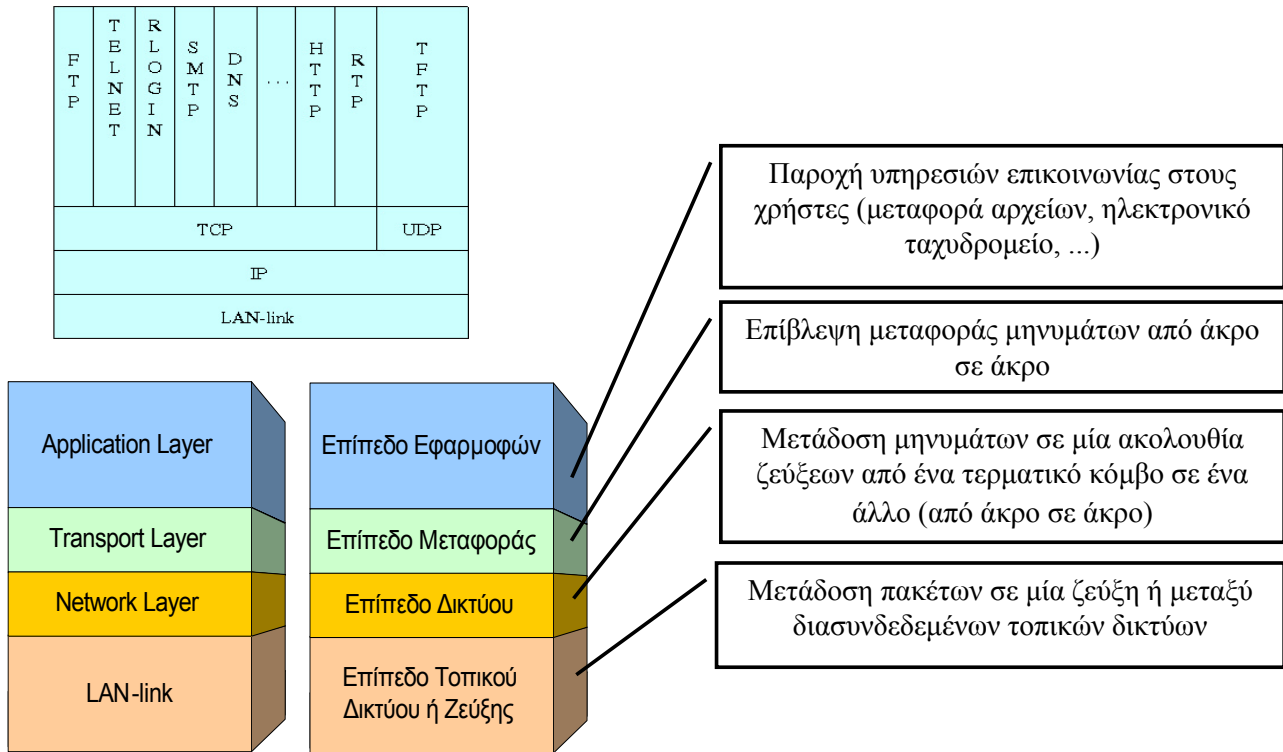 FTP
TELNET
RLOGIN
SMTP
DNS
...
HTTP
RTP
TFTP
TCP
UDP
IP
LAN-link
Παροχή υπηρεσιών επικοινωνίας στους
χρήστες (μεταφορά αρχείων, ηλεκτρονικό
ταχυδρομείο, ...)
Επίβλεψη μεταφοράς μηνυμάτων από άκρο
σε άκρο
Μετάδοση μηνυμάτων σε μία ακολουθία
ζεύξεων από ένα τερματικό κόμβο σε ένα
άλλο (από άκρο σε άκρο)
Μετάδοση πακέτων σε μία ζεύξη ή μεταξύ
διασυνδεδεμένων τοπικών δικτύων
Application Layer
Transport Layer
Network Layer
LAN-link
Επίπεδο Εφαρμοφών
Επίπεδο Μεταφοράς
Επίπεδο Δικτύου
Επίπεδο Τοπικού
Δικτύου ή Ζεύξης